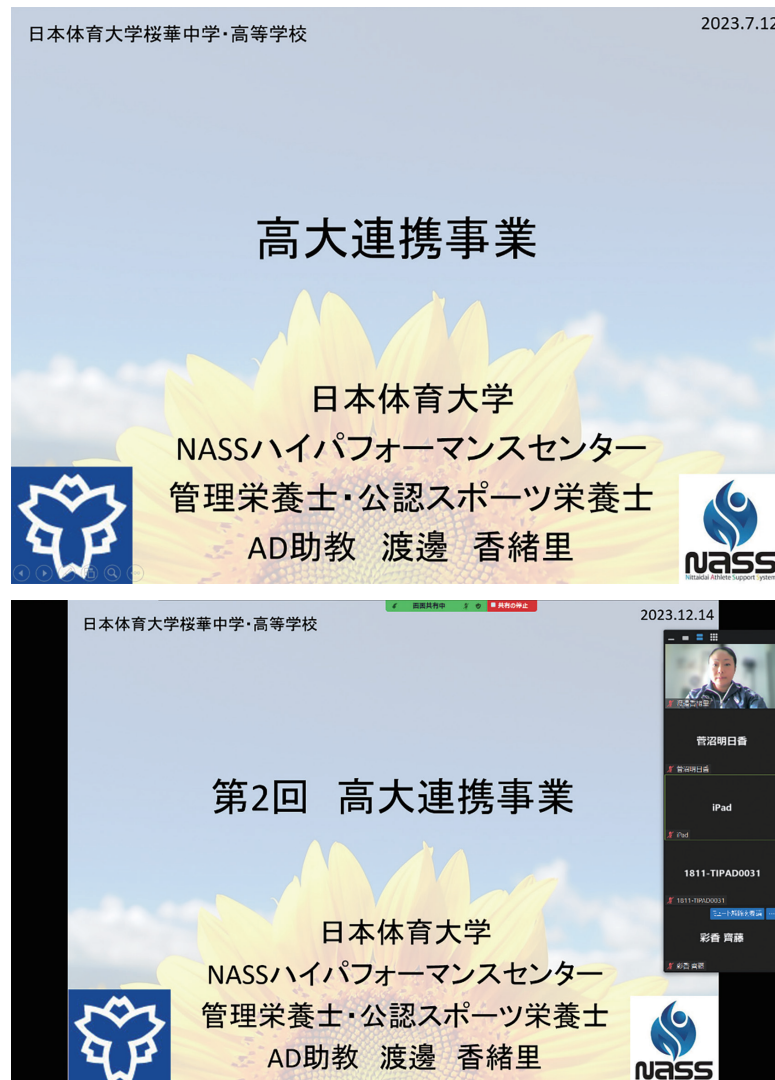 日本体育大学桜華中学・高等学校
2023.7.12
高大連携事業
日本体育大学
NASSハイパフォーマンスセンター
管理栄養士・公認スポーツ栄養士
AD助教 渡邊 香緒里
NASS
Nittaidai Athlete Support System
画面共有中
共有の停止
日本体育大学桜華中学・高等学校
2023.12.14
第2回 高大連携事業
日本体育大学
NASSハイパフォーマンスセンター
管理栄養士・公認スポーツ栄養士
AD助教 渡邊 香緒里
NASS
菅沼明日香
菅沼明日香
iPad
iPad
1811-TIPAD0031
1811-TIPAD0031
彩香 齊藤
彩香 齊藤